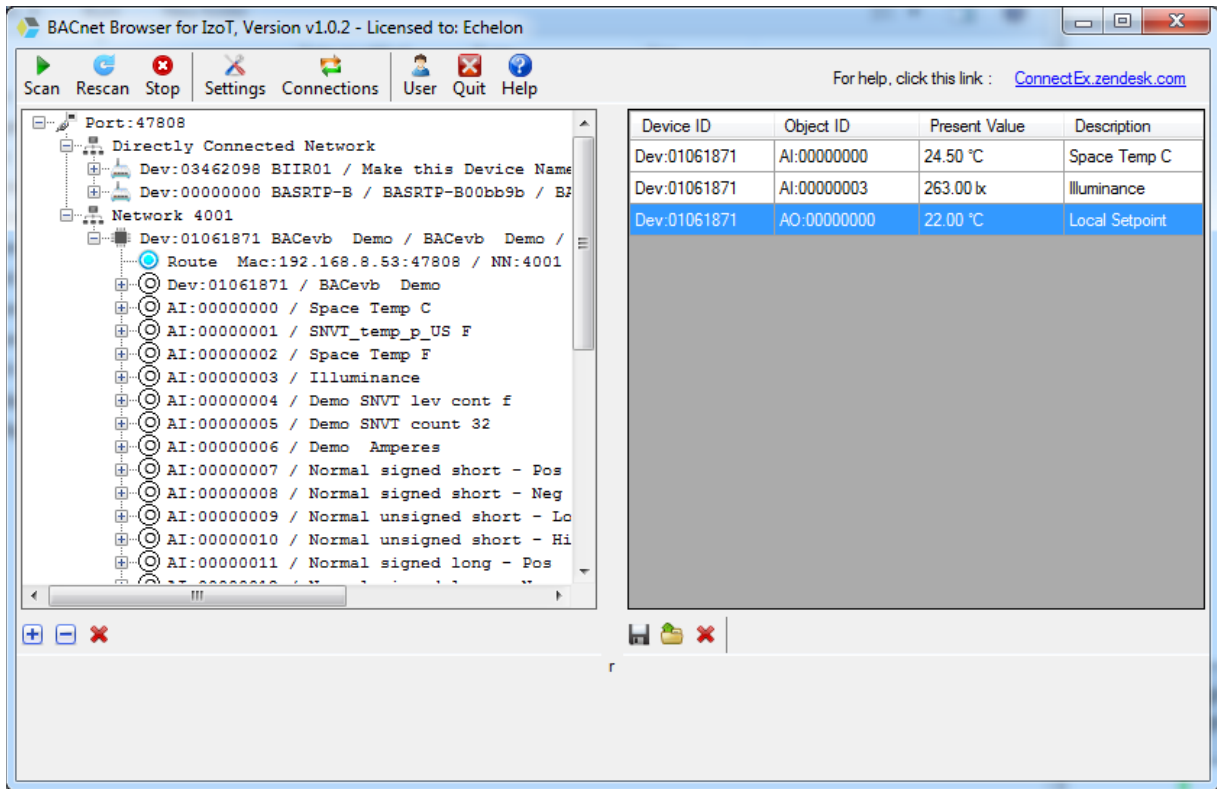 BACnet Browser for IzoT, Version v1.0.2 - Licensed to: Echelon
Scan Rescan Stop Settings Connections User Quit Help
For help, click this link : ConnectEx.zendesk.com
Port:47808
Directly Connected Network
Dev:03462098 BIIR01 / Make this Device Name
Dev:00000000 BASRTP-B / BASRTP-B00bb9b / BA
Network 4001
Dev:01061871 BACevb Demo / BACevb Demo /
Route Mac:192.168.8.53:47808 / NN:4001
Dev:01061871 / BACevb Demo
AI:00000000 / Space Temp C
AI:00000001 / SNVT_temp_p_US F
AI:00000002 / Space Temp F
AI:00000003 / Illuminance
AI:00000004 / Demo SNVT lev cont f
AI:00000005 / Demo SNVT count 32
AI:00000006 / Demo Amperes
AI:00000007 / Normal signed short - Pos
AI:00000008 / Normal signed short - Neg
AI:00000009 / Normal unsigned short - Lo
AI:00000010 / Normal unsigned short - Hi
AI:00000011 / Normal signed long - Pos
Device ID Object ID Present Value Description
Dev:01061871 AI:00000000 24.50 °C Space Temp C
Dev:01061871 AI:00000003 263.00 lx Illuminance
Dev:01061871 AO:00000000 22.00 °C Local Setpoint
r